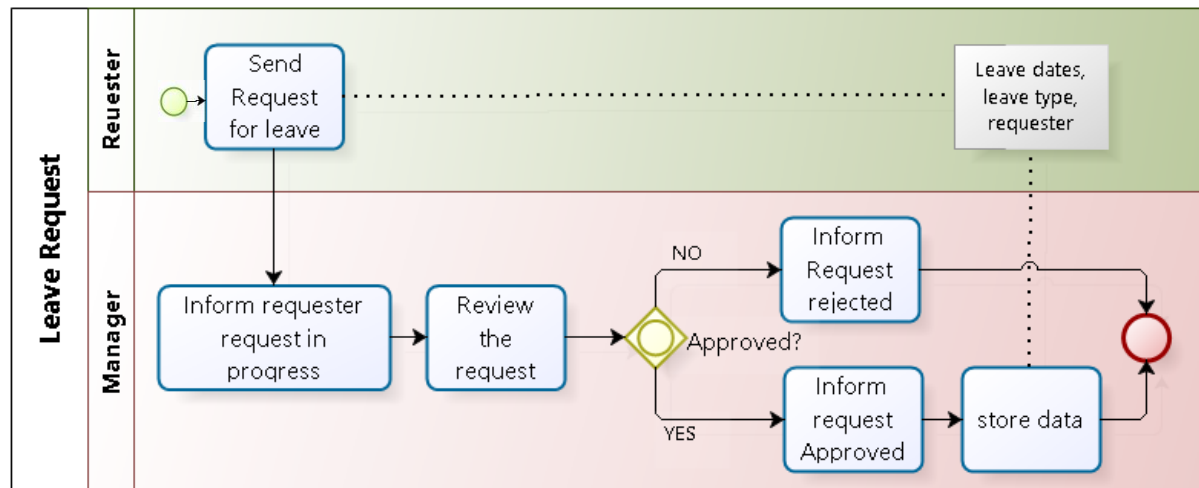 Leave Request
Reuester
Send
Request
for leave
Leave dates,
leave type,
requester
Manager
Inform requester
request in
progress
Review
the
request
Approved?
NO
Inform
Request
rejected
YES
Inform
request
Approved
store data